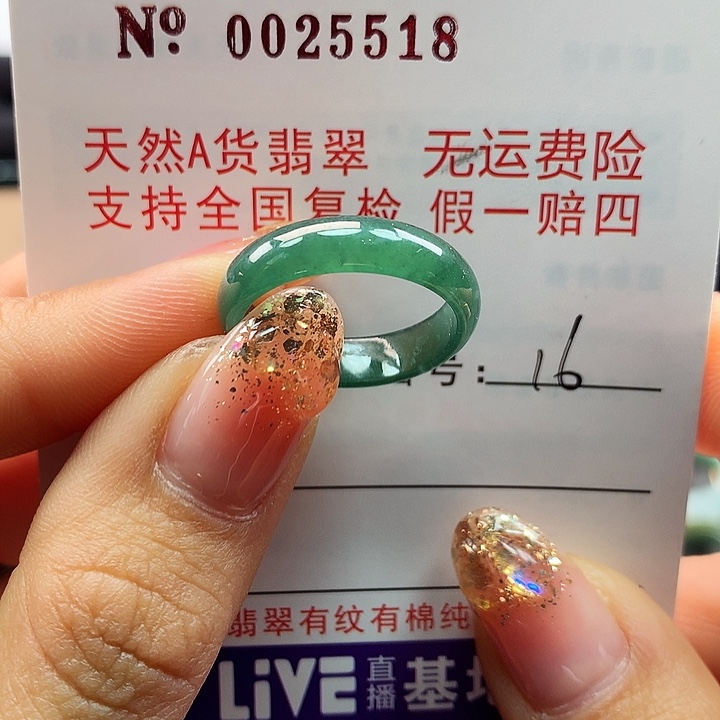 Nº 0025518
天然A货翡翠 无运费险
支持全国复检 假一赔四
号: 16
翡翠有纹有棉纯
LiVE 直播 基